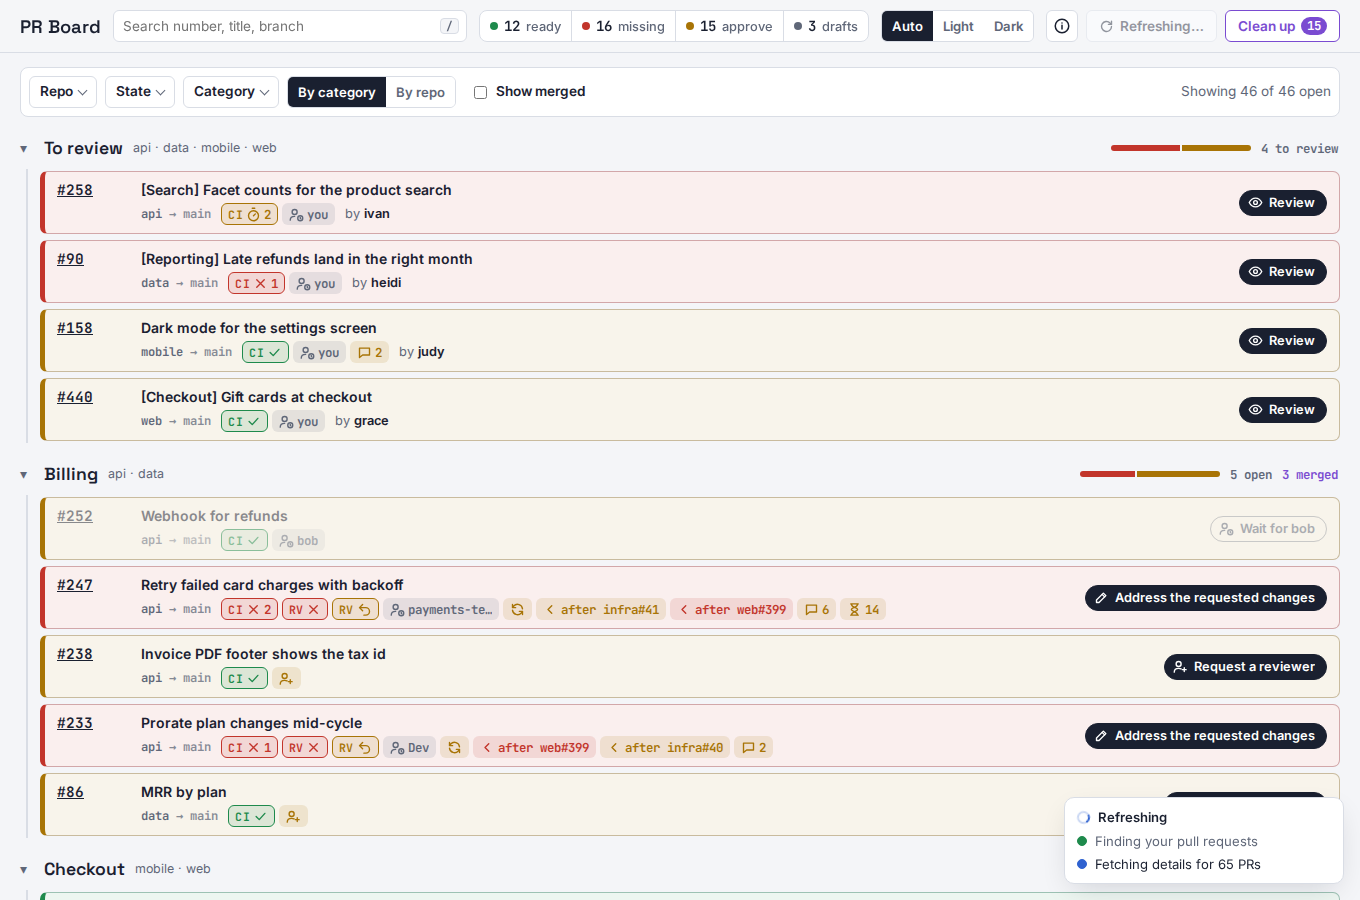 PR Board
Search number, title, branch /
12 ready
16 missing
15 approve
3 drafts
Auto Light Dark
Refreshing...
Clean up 15
Repo
State
Category
By category By repo
Show merged
Showing 46 of 46 open
To review api · data · mobile · web
4 to review
#258 [Search] Facet counts for the product search
api → main CI 2 you by ivan
Review
#90 [Reporting] Late refunds land in the right month
data → main CI 1 you by heidi
Review
#158 Dark mode for the settings screen
mobile → main CI you 2 by judy
Review
#440 [Checkout] Gift cards at checkout
web → main CI you by grace
Review
Billing api · data
5 open 3 merged
#252 Webhook for refunds
api → main CI bob
Wait for bob
#247 Retry failed card charges with backoff
api → main CI 2 RV RV payments-te… after infra#41 after web#399 6 14
Address the requested changes
#238 Invoice PDF footer shows the tax id
api → main CI
Request a reviewer
#233 Prorate plan changes mid-cycle
api → main CI 1 RV RV Dev after web#399 after infra#40 2
Address the requested changes
#86 MRR by plan
data → main CI
Checkout mobile · web
Refreshing
Finding your pull requests
Fetching details for 65 PRs